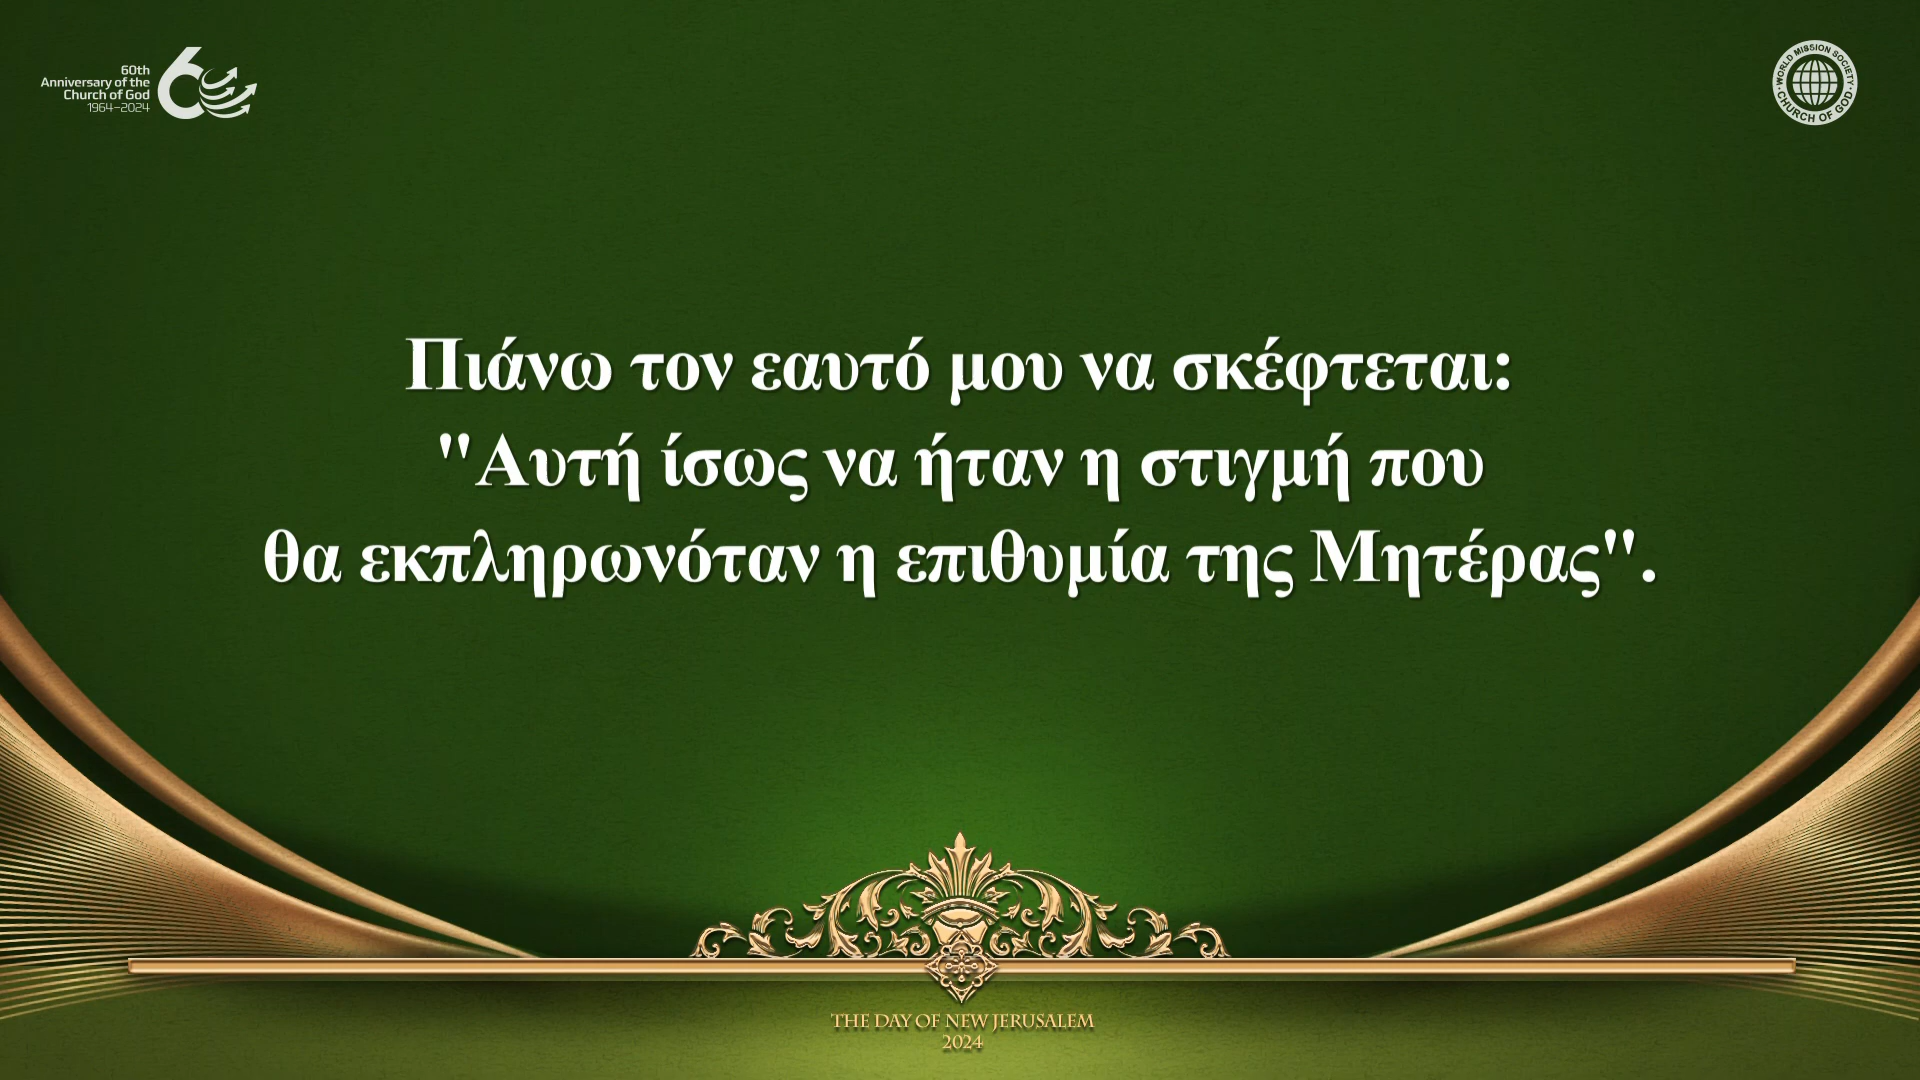 60th
Anniversary of the
Church of God
1964–2024
WORLD MISSION SOCIETY
CHURCH OF GOD
Πιάνω τον εαυτό μου να σκέφτεται:
"Αυτή ίσως να ήταν η στιγμή που
θα εκπληρωνόταν η επιθυμία της Μητέρας".
THE DAY OF NEW JERUSALEM
2024